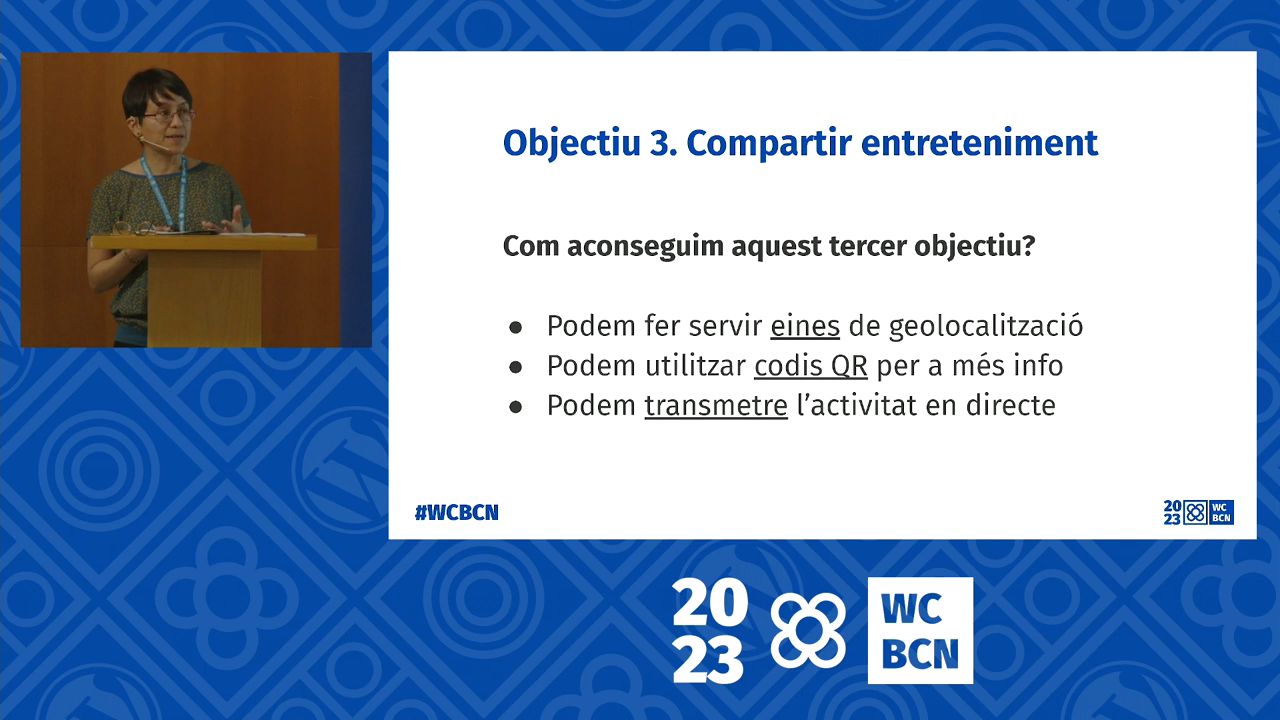 Objectiu 3. Compartir entreteniment
Com aconseguim aquest tercer objectiu?
● Podem fer servir eines de geolocalització
● Podem utilitzar codis QR per a més info
● Podem transmetre l’activitat en directe
#WCBCN
20
23
WC
BCN
20
23
WC
BCN